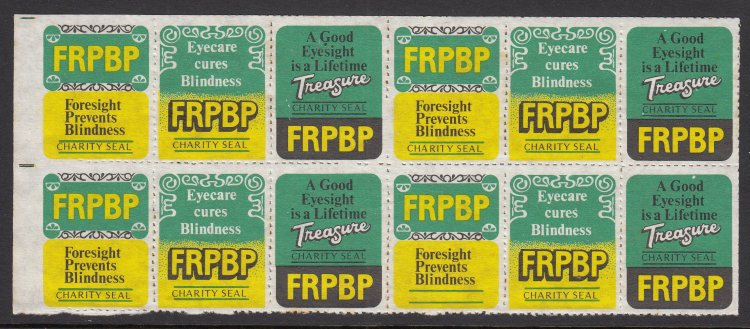 FRPBP
Foresight
Prevents
Blindness
CHARITY SEAL
Eyecare
cures
Blindness
FRPBP
CHARITY SEAL
A Good
Eyesight
is a Lifetime
Treasure
CHARITY SEAL
FRPBP
FRPBP
Foresight
Prevents
Blindness
CHARITY SEAL
Eyecare
cures
Blindness
FRPBP
CHARITY SEAL
A Good
Eyesight
is a Lifetime
Treasure
CHARITY SEAL
FRPBP
FRPBP
Foresight
Prevents
Blindness
CHARITY SEAL
Eyecare
cures
Blindness
FRPBP
CHARITY SEAL
A Good
Eyesight
is a Lifetime
Treasure
CHARITY SEAL
FRPBP
FRPBP
Foresight
Prevents
Blindness
Eyecare
cures
Blindness
FRPBP
CHARITY SEAL
A Good
Eyesight
is a Lifetime
Treasure
CHARITY SEAL
FRPBP